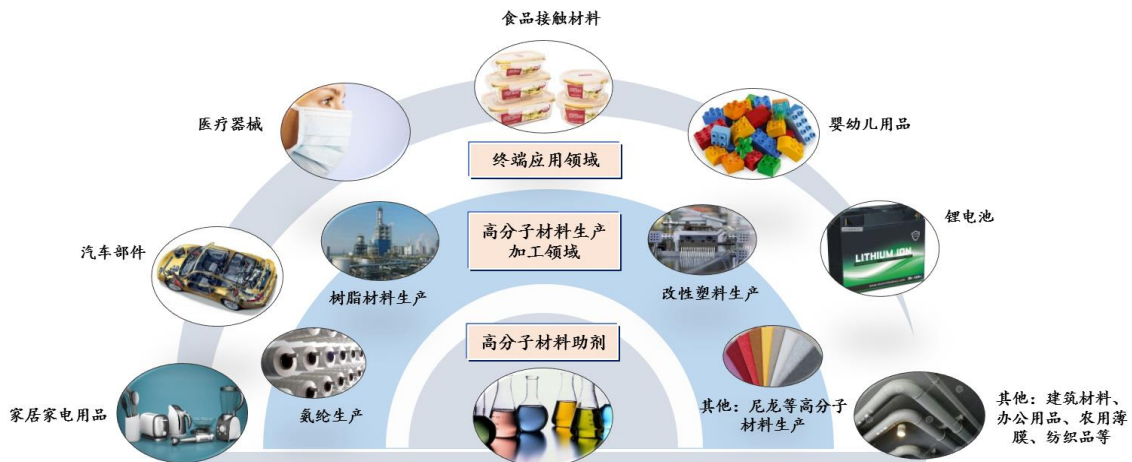 食品接触材料
医疗器械
婴幼儿用品
终端应用领域
锂电池
汽车部件
高分子材料生产
加工领域
LITHIUM ION
树脂材料生产
改性塑料生产
高分子材料助剂
家居家电用品
氨纶生产
其他：尼龙等高分子
材料生产
其他：建筑材料、
办公用品、农用薄
膜、纺织品等